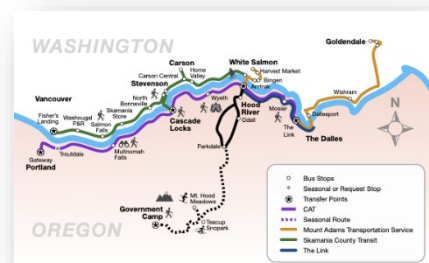 WASHINGTON
Goldendale
Carson
Carson Central
Home
Valley
Stevenson
White Salmon
Harvest Market
Bingen
Amtrak
Wishram
North
Bonneville
Skamania
Store
Vancouver
Fisher's
Landing
Washougal
P&R
Salmon
Falls
Wyeth
Cascade
Locks
Hood
River
Odell
Mosier
The
Link
Dallesport
The Dalles
Multnomah
Falls
Troutdale
Gateway
Portland
Parkdale
N
Mt. Hood
Meadows
Government
Camp
Teacup
Snopark
OREGON
Bus Stops
Seasonal or Request Stop
Transfer Points
CAT
Seasonal Route
Mount Adams Transportation Service
Skamania County Transit
The Link